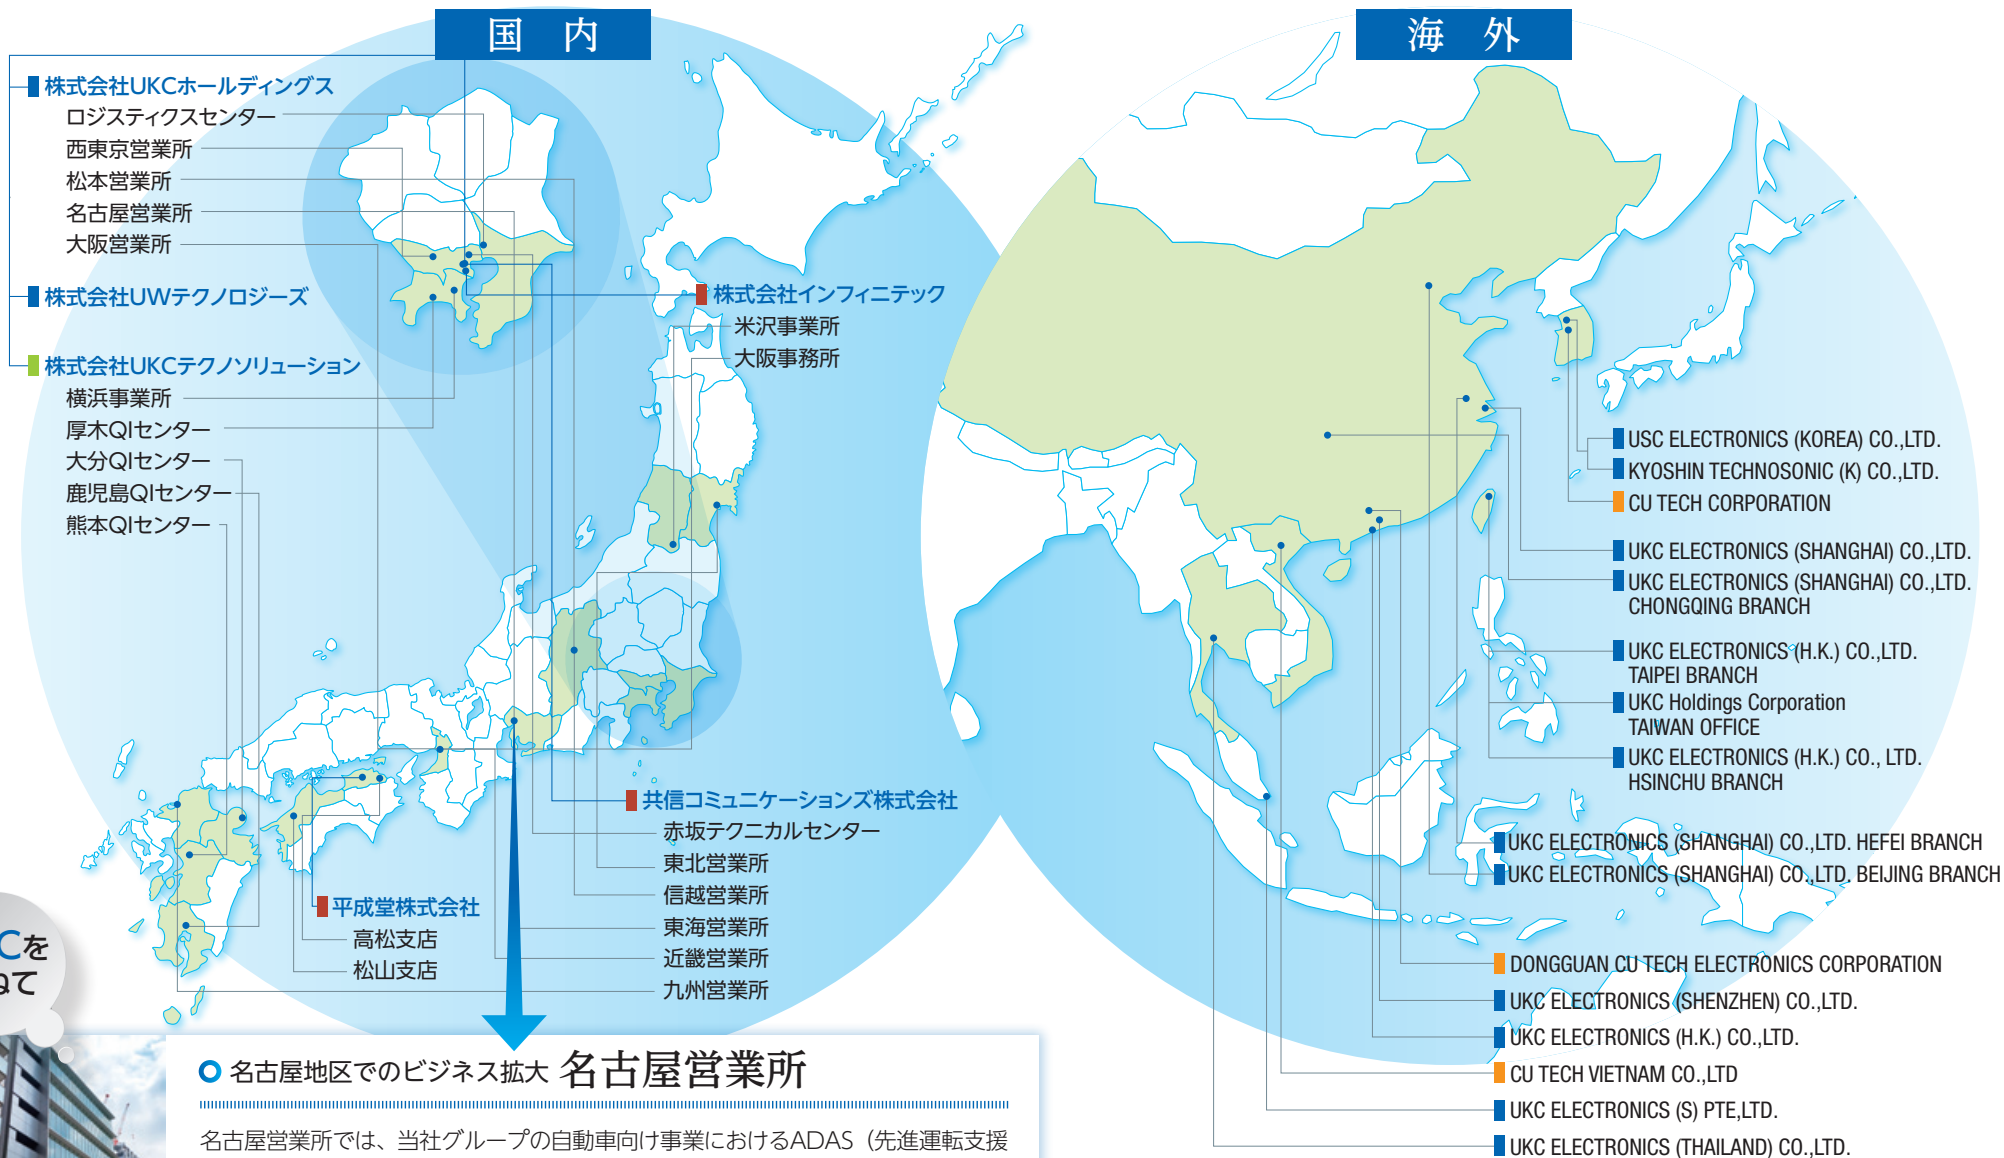 国内
株式会社UKCホールディングス
ロジスティクスセンター
西東京営業所
松本営業所
名古屋営業所
大阪営業所
株式会社UWテクノロジーズ
株式会社UKCテクノソリューション
横浜事業所
厚木QIセンター
大分QIセンター
鹿児島QIセンター
熊本QIセンター
株式会社インフィニテック
米沢事業所
大阪事務所
共信コミュニケーションズ株式会社
赤坂テクニカルセンター
東北営業所
信越営業所
東海営業所
近畿営業所
九州営業所
平成堂株式会社
高松支店
松山支店
海外
USC ELECTRONICS (KOREA) CO.,LTD.
KYOSHIN TECHNOSONIC (K) CO.,LTD.
CU TECH CORPORATION
UKC ELECTRONICS (SHANGHAI) CO.,LTD.
UKC ELECTRONICS (SHANGHAI) CO.,LTD.
CHONGQING BRANCH
UKC ELECTRONICS (H.K.) CO.,LTD.
TAIPEI BRANCH
UKC Holdings Corporation
TAIWAN OFFICE
UKC ELECTRONICS (H.K.) CO., LTD.
HSINCHU BRANCH
UKC ELECTRONICS (SHANGHAI) CO.,LTD. HEFEI BRANCH
UKC ELECTRONICS (SHANGHAI) CO.,LTD. BEIJING BRANCH
DONGGUAN CU TECH ELECTRONICS CORPORATION
UKC ELECTRONICS (SHENZHEN) CO.,LTD.
UKC ELECTRONICS (H.K.) CO.,LTD.
CU TECH VIETNAM CO.,LTD
UKC ELECTRONICS (S) PTE,LTD.
UKC ELECTRONICS (THAILAND) CO.,LTD.
Cを
ねて
名古屋地区でのビジネス拡大 名古屋営業所
名古屋営業所では、当社グループの自動車向け事業におけるADAS（先進運転支援